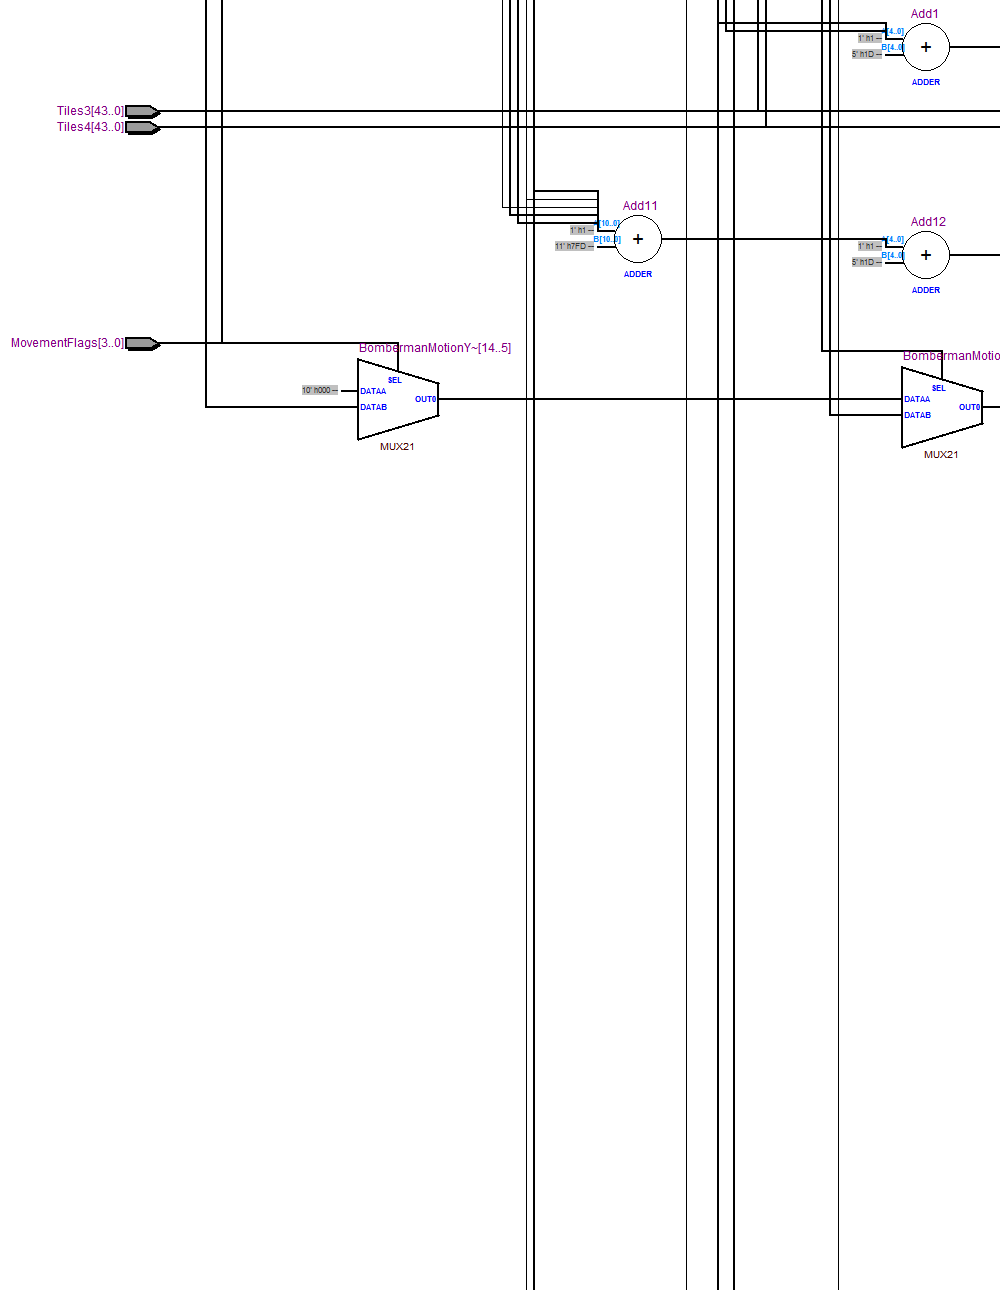 Add1
A[4..0]
1' h1
B[4..0]
5' h1D
ADDER
Tiles3[43..0]
Tiles4[43..0]
Add11
A[10..0]
1' h1
B[10..0]
11' h7FD
ADDER
Add12
A[4..0]
1' h1
B[4..0]
5' h1D
ADDER
MovementFlags[3..0]
BombermanMotionY~[14..5]
SEL
10' h000
DATAA
DATAB
OUT0
MUX21
BombermanMotio
SEL
DATAA
DATAB
OUT0
MUX21